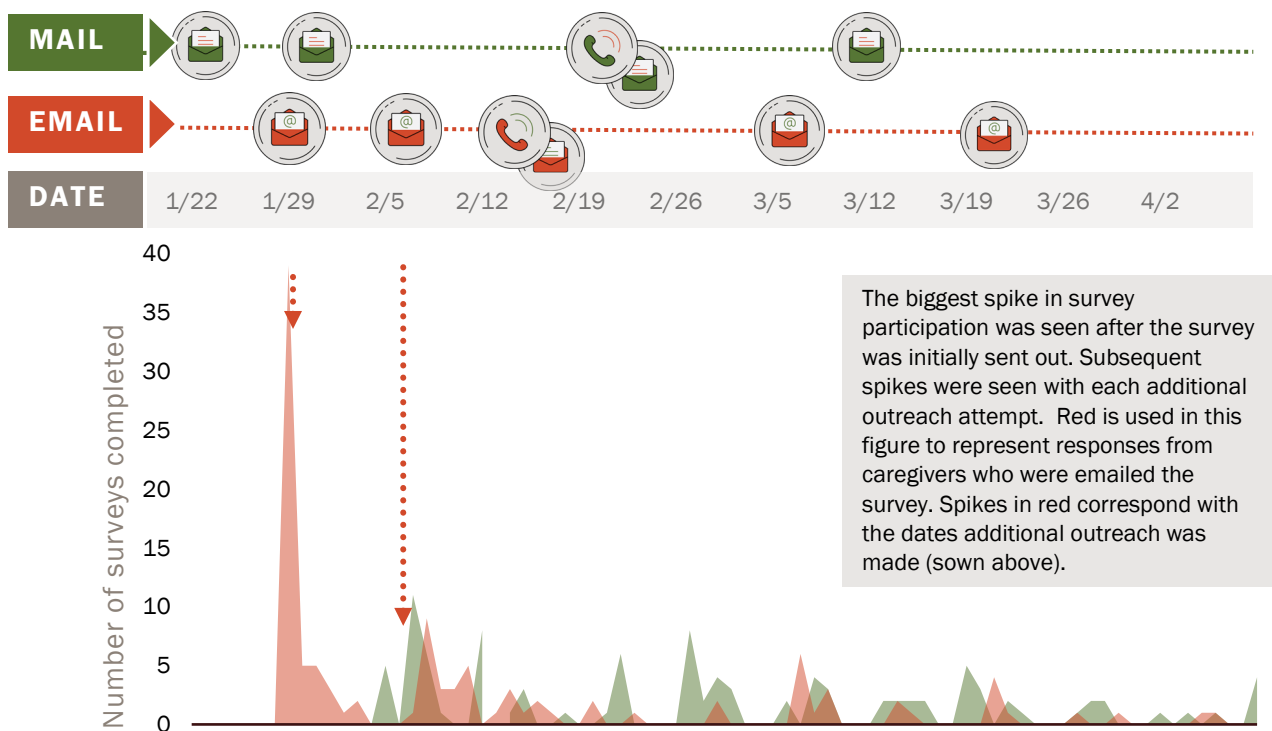 MAIL
EMAIL
@
@
@
@
DATE
1/22 1/29 2/5 2/12 2/19 2/26 3/5 3/12 3/19 3/26 4/2
Number of surveys completed
40
35
30
25
20
15
10
5
0
The biggest spike in survey
participation was seen after the survey
was initially sent out. Subsequent
spikes were seen with each additional
outreach attempt. Red is used in this
figure to represent responses from
caregivers who were emailed the
survey. Spikes in red correspond with
the dates additional outreach was
made (sown above).